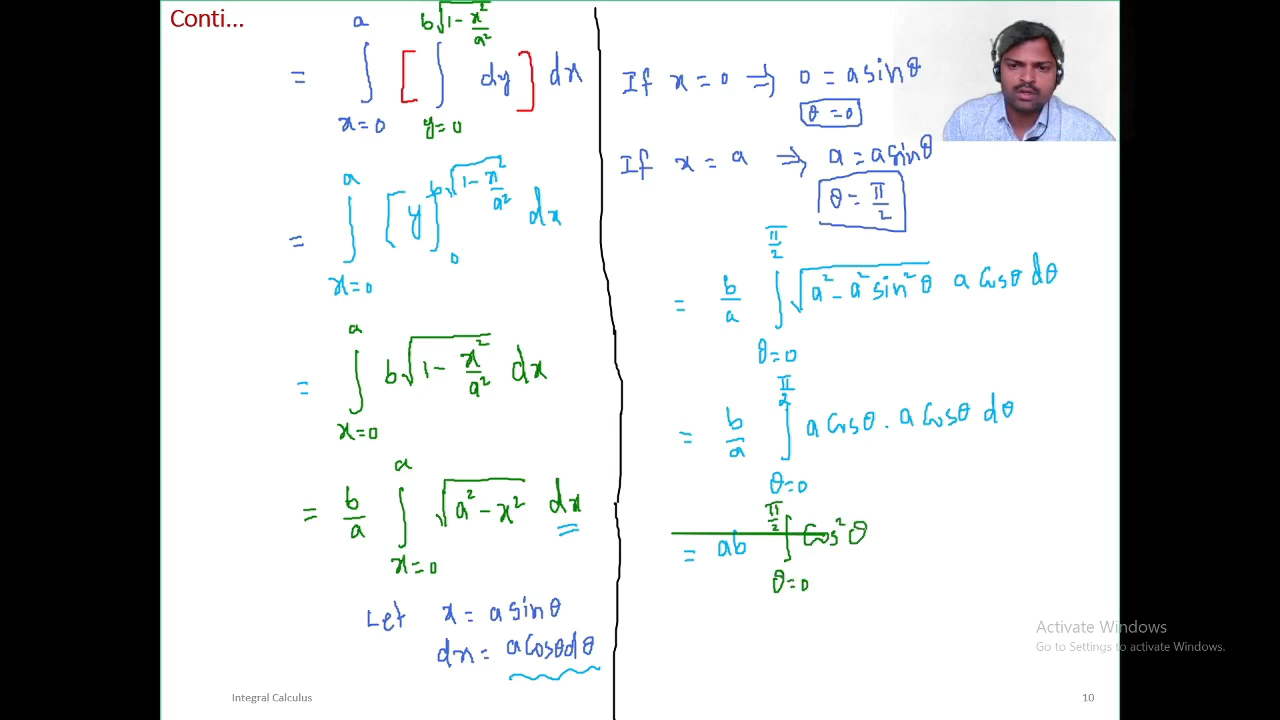 Conti...
= ∫_{x=0}^{a} [ ∫_{y=0}^{b√(1-x²/a²)} dy ] dx
= ∫_{x=0}^{a} [y]_{0}^{b√(1-x²/a²)} dx
= ∫_{x=0}^{a} b√(1-x²/a²) dx
= b/a ∫_{x=0}^{a} √(a²-x²) dx
Let x = a sinθ
dx = a cosθ dθ
If x = 0 ⇒ 0 = a sinθ
θ = 0
If x = a ⇒ a = a sinθ
θ = π/2
= b/a ∫_{θ=0}^{π/2} √(a²-a² sin²θ) a Cosθ dθ
= b/a ∫_{θ=0}^{π/2} a Cosθ . a Cosθ dθ
= ab ∫_{θ=0}^{π/2} Cos²θ
Activate Windows
Go to Settings to activate Windows.
Integral Calculus
10